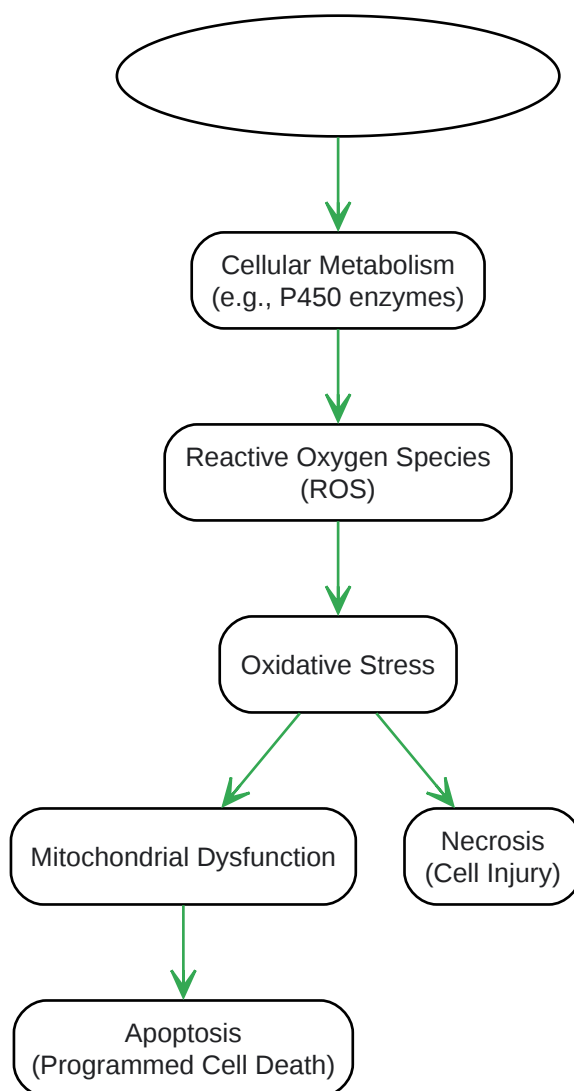 Cellular Metabolism
(e.g., P450 enzymes)
Reactive Oxygen Species
(ROS)
Oxidative Stress
Mitochondrial Dysfunction
Necrosis
(Cell Injury)
Apoptosis
(Programmed Cell Death)